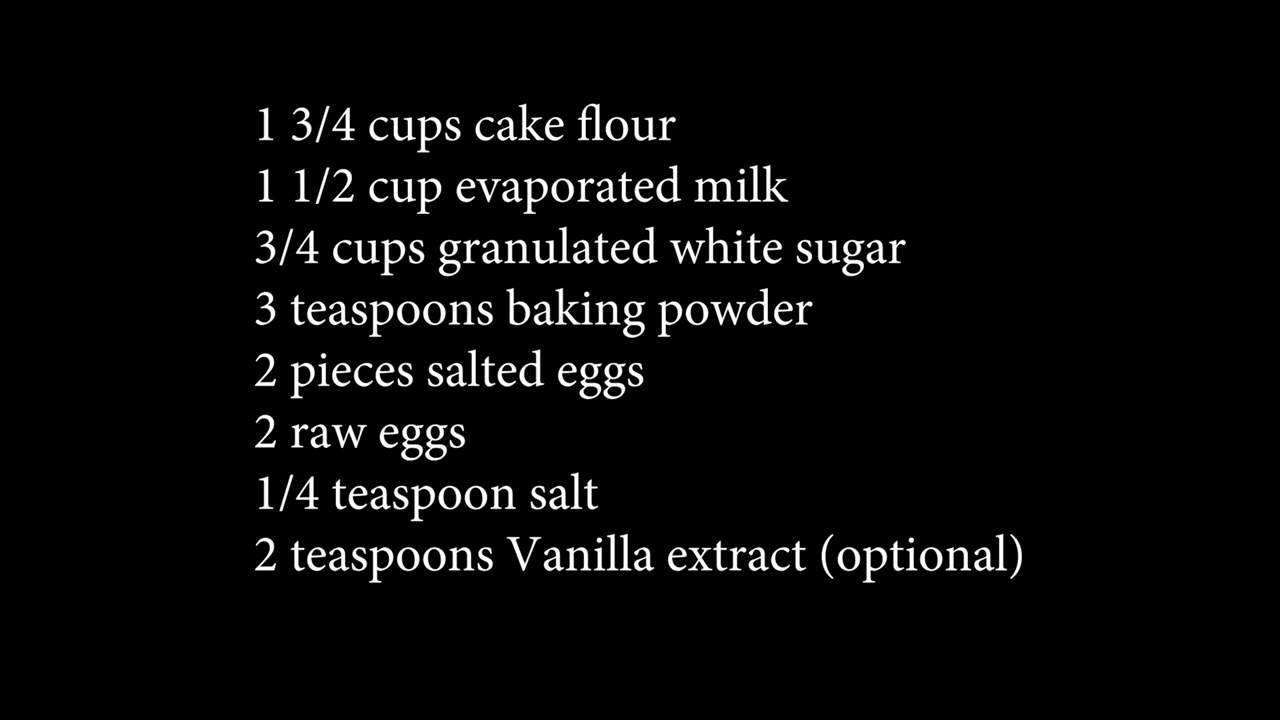 1 3/4 cups cake flour
1 1/2 cup evaporated milk
3/4 cups granulated white sugar
3 teaspoons baking powder
2 pieces salted eggs
2 raw eggs
1/4 teaspoon salt
2 teaspoons Vanilla extract (optional)